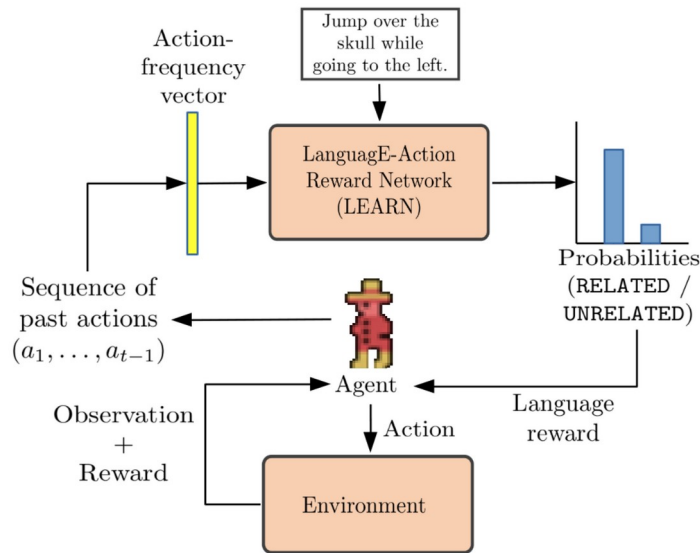 Jump over the
skull while
going to the left.
Action-
frequency
vector
LanguagE-Action
Reward Network
(LEARN)
Probabilities
(RELATED /
UNRELATED)
Sequence of
past actions
(a₁, . . . , aₜ₋₁)
Agent
Language
reward
Observation
+
Reward
Action
Environment